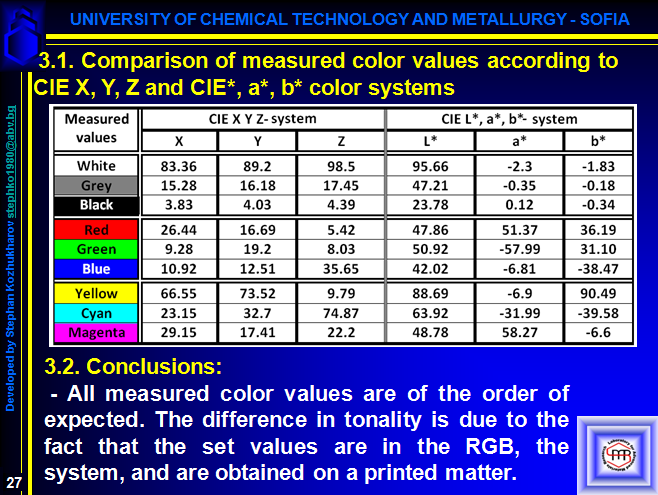 UNIVERSITY OF CHEMICAL TECHNOLOGY AND METALLURGY - SOFIA
3.1. Comparison of measured color values according to
CIE X, Y, Z and CIE*, a*, b* color systems
Measured values CIE X Y Z- system CIE L*, a*, b*- system
X Y Z L* a* b*
White 83.36 89.2 98.5 95.66 -2.3 -1.83
Grey 15.28 16.18 17.45 47.21 -0.35 -0.18
Black 3.83 4.03 4.39 23.78 0.12 -0.34
Red 26.44 16.69 5.42 47.86 51.37 36.19
Green 9.28 19.2 8.03 50.92 -57.99 31.10
Blue 10.92 12.51 35.65 42.02 -6.81 -38.47
Yellow 66.55 73.52 9.79 88.69 -6.9 90.49
Cyan 23.15 32.7 74.87 63.92 -31.99 -39.58
Magenta 29.15 17.41 22.2 48.78 58.27 -6.6
3.2. Conclusions:
- All measured color values are of the order of
expected. The difference in tonality is due to the
fact that the set values are in the RGB, the
system, and are obtained on a printed matter.
Developed by Stephan Kozhukharov stephko1980@abv.bg
27